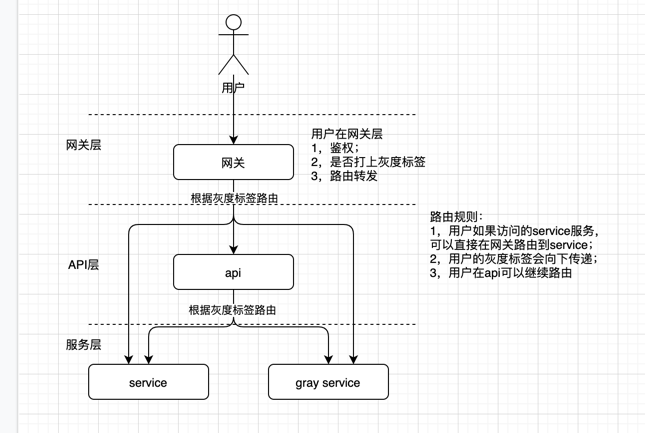 用户
网关层
用户在网关层
1，鉴权；
2，是否打上灰度标签
3，路由转发
网关
根据灰度标签路由
路由规则：
1，用户如果访问的service服务，
可以直接在网关路由到service；
2，用户的灰度标签会向下传递；
3，用户在api可以继续路由
API层
api
根据灰度标签路由
服务层
service
gray service